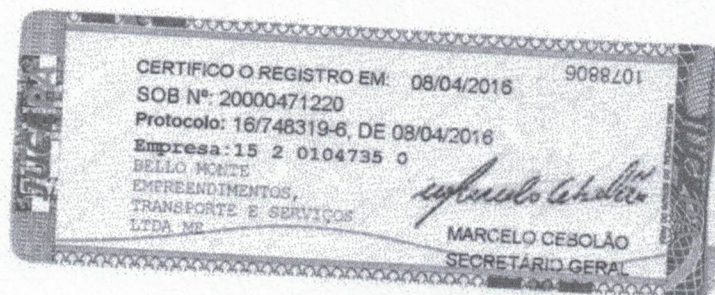 CERTIFICO O REGISTRO EM: 08/04/2016
1078806
SOB Nº: 20000471220
Protocolo: 16/748319-6, DE 08/04/2016
Empresa:15 2 0104735 0
BELLO MONTE
EMPREENDIMENTOS,
TRANSPORTE E SERVIÇOS
LTDA ME
MARCELO CEBOLÃO
SECRETÁRIO GERAL
JUCEPA